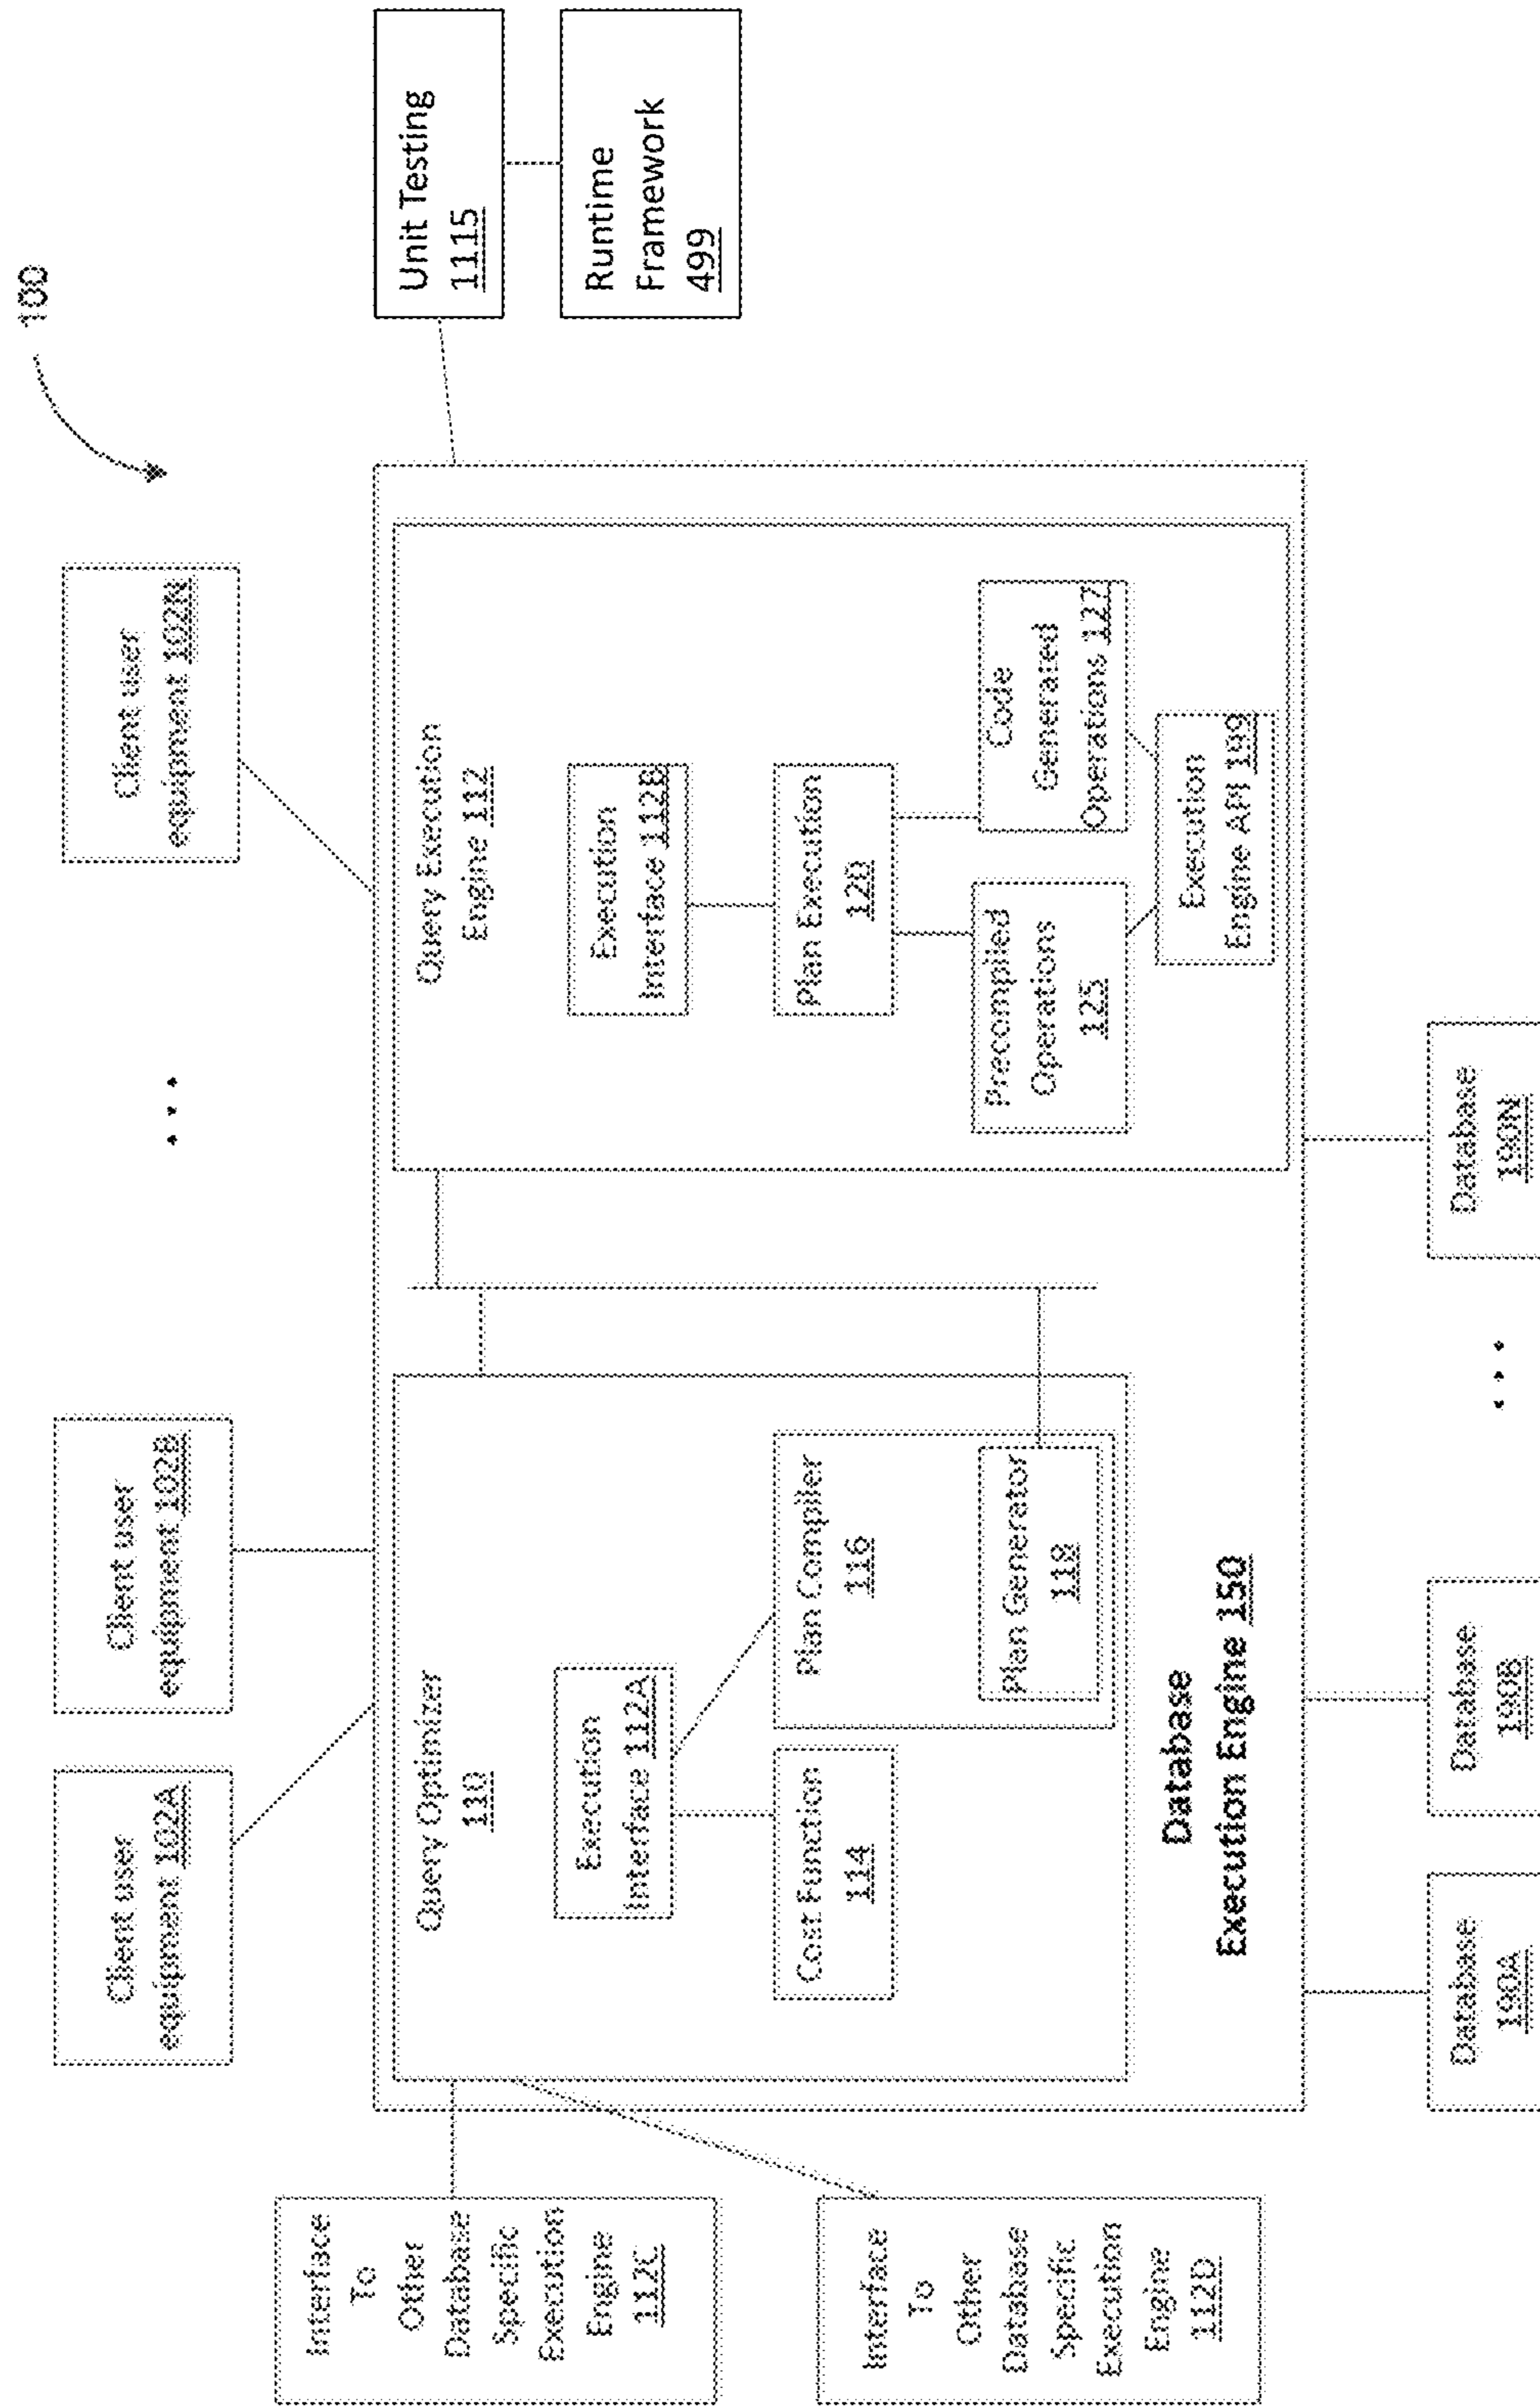 100
Client user
equipment 102A
Client user
equipment 102B
...
Client user
equipment 102N
Interface
To
Other
Database
Specific
Execution
Engine
112C
Interface
To
Other
Database
Specific
Execution
Engine
112D
Query Optimizer
110
Execution
Interface 112A
Cost Function
114
Plan Compiler
116
Plan Generator
118
Database
Execution Engine 150
Query Execution
Engine 112
Execution
Interface 112B
Plan Execution
120
Precompiled
Operations
125
Code
Generated
Operations 127
Execution
Engine API 199
Unit Testing
1115
Runtime
Framework
499
Database
190A
Database
190B
...
Database
190N